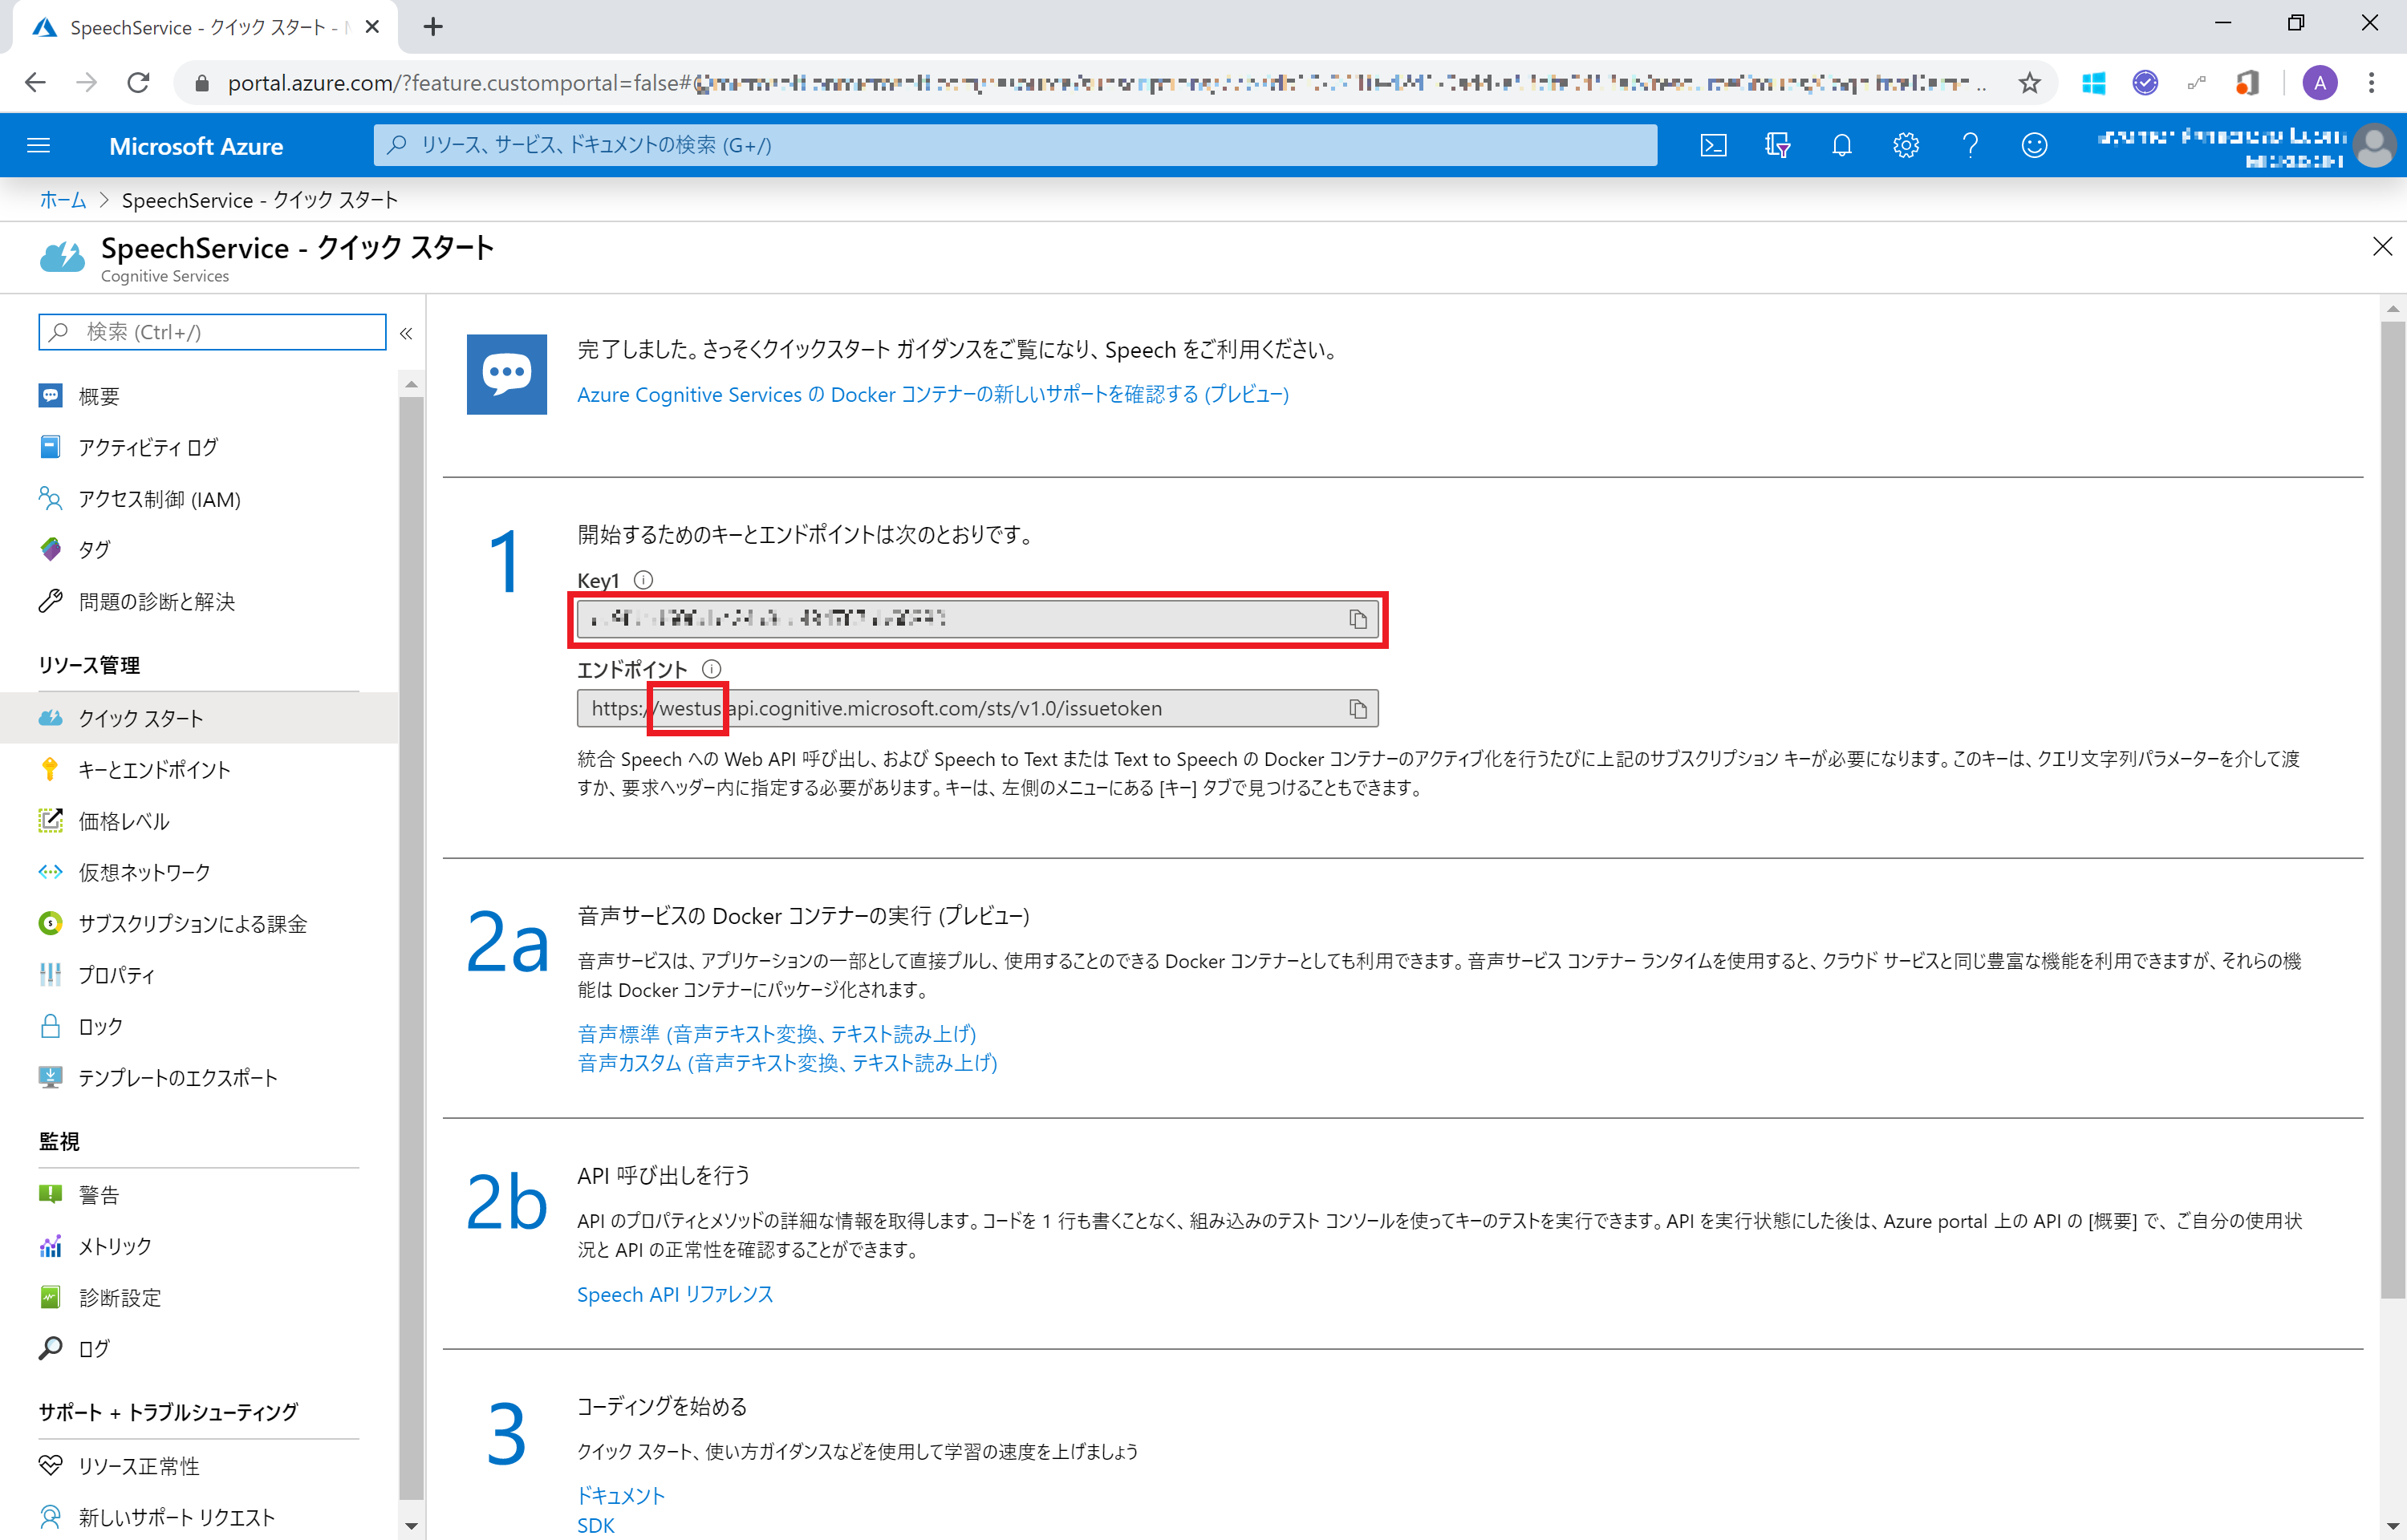 SpeechService - クイック スタート -
portal.azure.com/?feature.customportal=false#
A
Microsoft Azure
リソース、サービス、ドキュメントの検索 (G+/)
ホーム > SpeechService - クイック スタート
SpeechService - クイック スタート
Cognitive Services
検索 (Ctrl+/)
概要
アクティビティ ログ
アクセス制御 (IAM)
タグ
問題の診断と解決
リソース管理
クイック スタート
キーとエンドポイント
価格レベル
仮想ネットワーク
サブスクリプションによる課金
プロパティ
ロック
テンプレートのエクスポート
監視
警告
メトリック
診断設定
ログ
サポート + トラブルシューティング
リソース正常性
新しいサポート リクエスト
完了しました。さっそくクイックスタート ガイダンスをご覧になり、Speech をご利用ください。
Azure Cognitive Services の Docker コンテナーの新しいサポートを確認する (プレビュー)
1
開始するためのキーとエンドポイントは次のとおりです。
Key1
エンドポイント
https://westus.api.cognitive.microsoft.com/sts/v1.0/issuetoken
統合 Speech への Web API 呼び出し、および Speech to Text または Text to Speech の Docker コンテナーのアクティブ化を行うたびに上記のサブスクリプション キーが必要になります。このキーは、クエリ文字列パラメーターを介して渡
すか、要求ヘッダー内に指定する必要があります。キーは、左側のメニューにある [キー] タブで見つけることもできます。
2a
音声サービスの Docker コンテナーの実行 (プレビュー)
音声サービスは、アプリケーションの一部として直接プルし、使用することのできる Docker コンテナーとしても利用できます。音声サービス コンテナー ランタイムを使用すると、クラウド サービスと同じ豊富な機能を利用できますが、それらの機
能は Docker コンテナーにパッケージ化されます。
音声標準 (音声テキスト変換、テキスト読み上げ)
音声カスタム (音声テキスト変換、テキスト読み上げ)
2b
API 呼び出しを行う
API のプロパティとメソッドの詳細な情報を取得します。コードを 1 行も書くことなく、組み込みのテスト コンソールを使ってキーのテストを実行できます。API を実行状態にした後は、Azure portal 上の API の [概要] で、ご自分の使用状
況と API の正常性を確認することができます。
Speech API リファレンス
3
コーディングを始める
クイック スタート、使い方ガイダンスなどを使用して学習の速度を上げましょう
ドキュメント
SDK